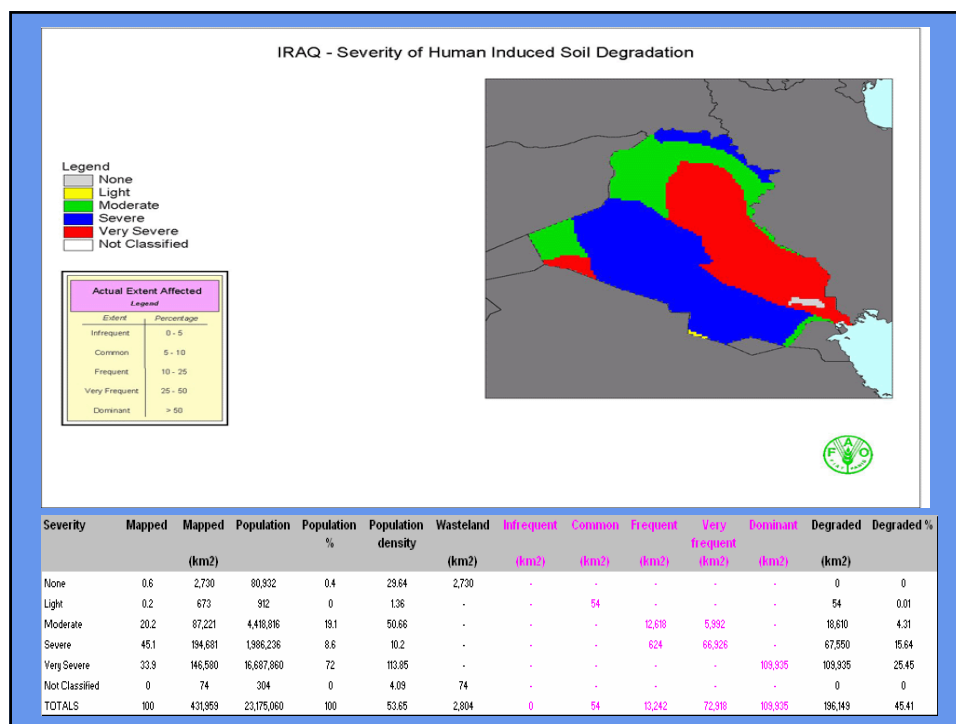 IRAQ - Severity of Human Induced Soil Degradation
Legend
None
Light
Moderate
Severe
Very Severe
Not Classified
Actual Extent Affected
Legend
Extent Percentage
Infrequent 0 - 5
Common 5 - 10
Frequent 10 - 25
Very Frequent 25 - 50
Dominant > 50
F A O
FIAT PANIS
Severity Mapped Mapped Population Population Population Wasteland Infrequent Common Frequent Very Dominant Degraded Degraded %
% density frequent
(km2) (km2) (km2) (km2) (km2) (km2) (km2) (km2)
None 0.6 2,730 80,932 0.4 29.64 2,730 - - - - - 0 0
Light 0.2 673 912 0 1.36 - - 54 - - - 54 0.01
Moderate 20.2 87,221 4,418,816 19.1 50.66 - - - 12,618 5,992 - 18,610 4.31
Severe 45.1 194,681 1,986,236 8.6 10.2 - - - 624 66,926 - 67,550 15.64
Very Severe 33.9 146,580 16,687,860 72 113.85 - - - - - 109,935 109,935 25.45
Not Classified 0 74 304 0 4.09 74 - - - - - 0 0
TOTALS 100 431,959 23,175,060 100 53.65 2,804 0 54 13,242 72,918 109,935 196,149 45.41